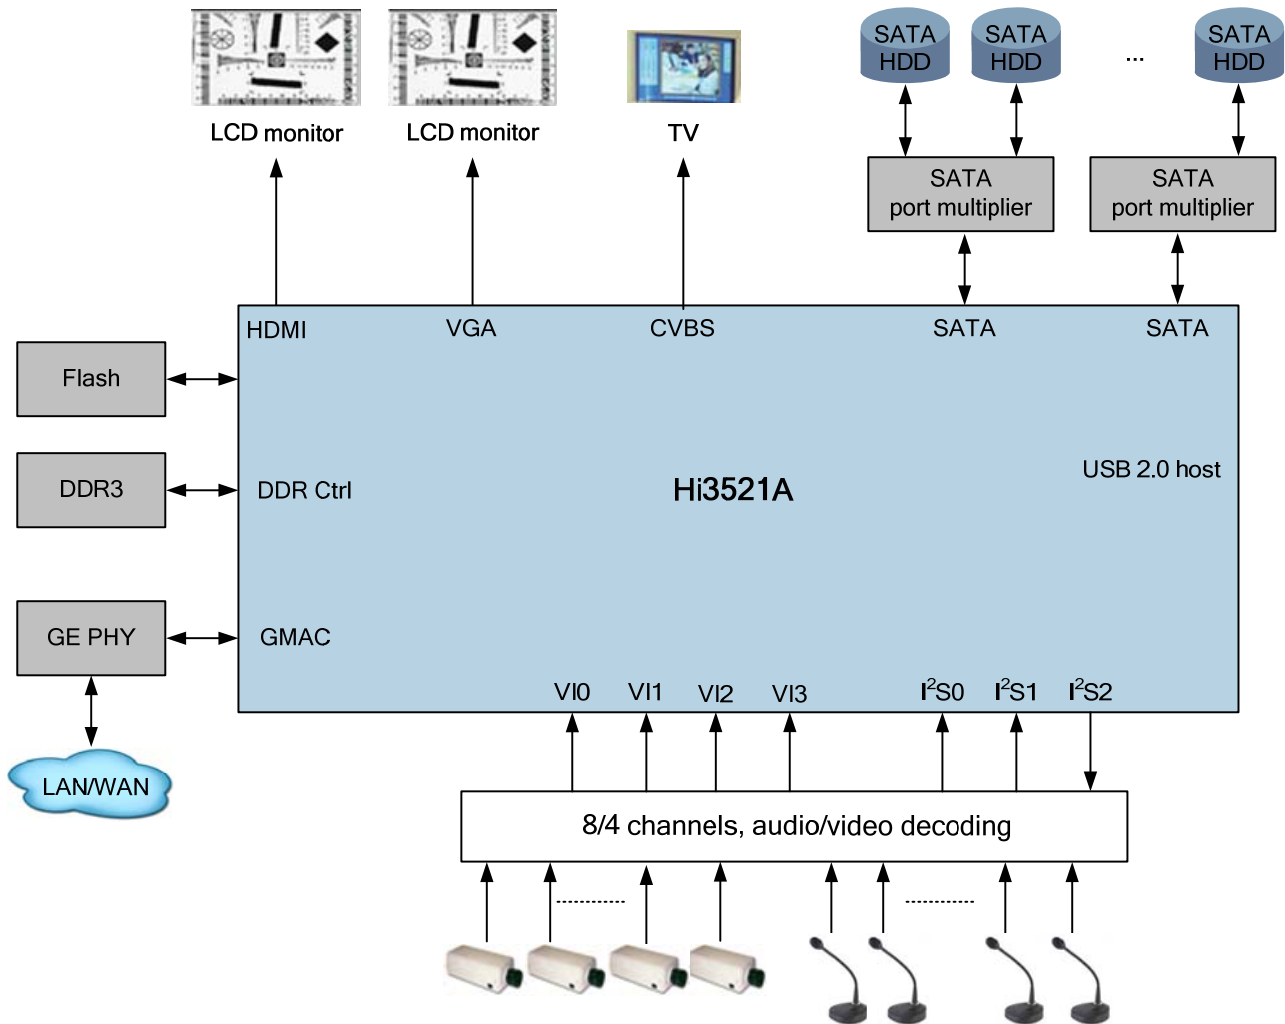 SATA
HDD
SATA
HDD
...
SATA
HDD
LCD monitor
LCD monitor
TV
SATA
port multiplier
SATA
port multiplier
HDMI
VGA
CVBS
SATA
SATA
Flash
DDR3
DDR Ctrl
Hi3521A
USB 2.0 host
GE PHY
GMAC
VI0
VI1
VI2
VI3
I²S0
I²S1
I²S2
LAN/WAN
8/4 channels, audio/video decoding